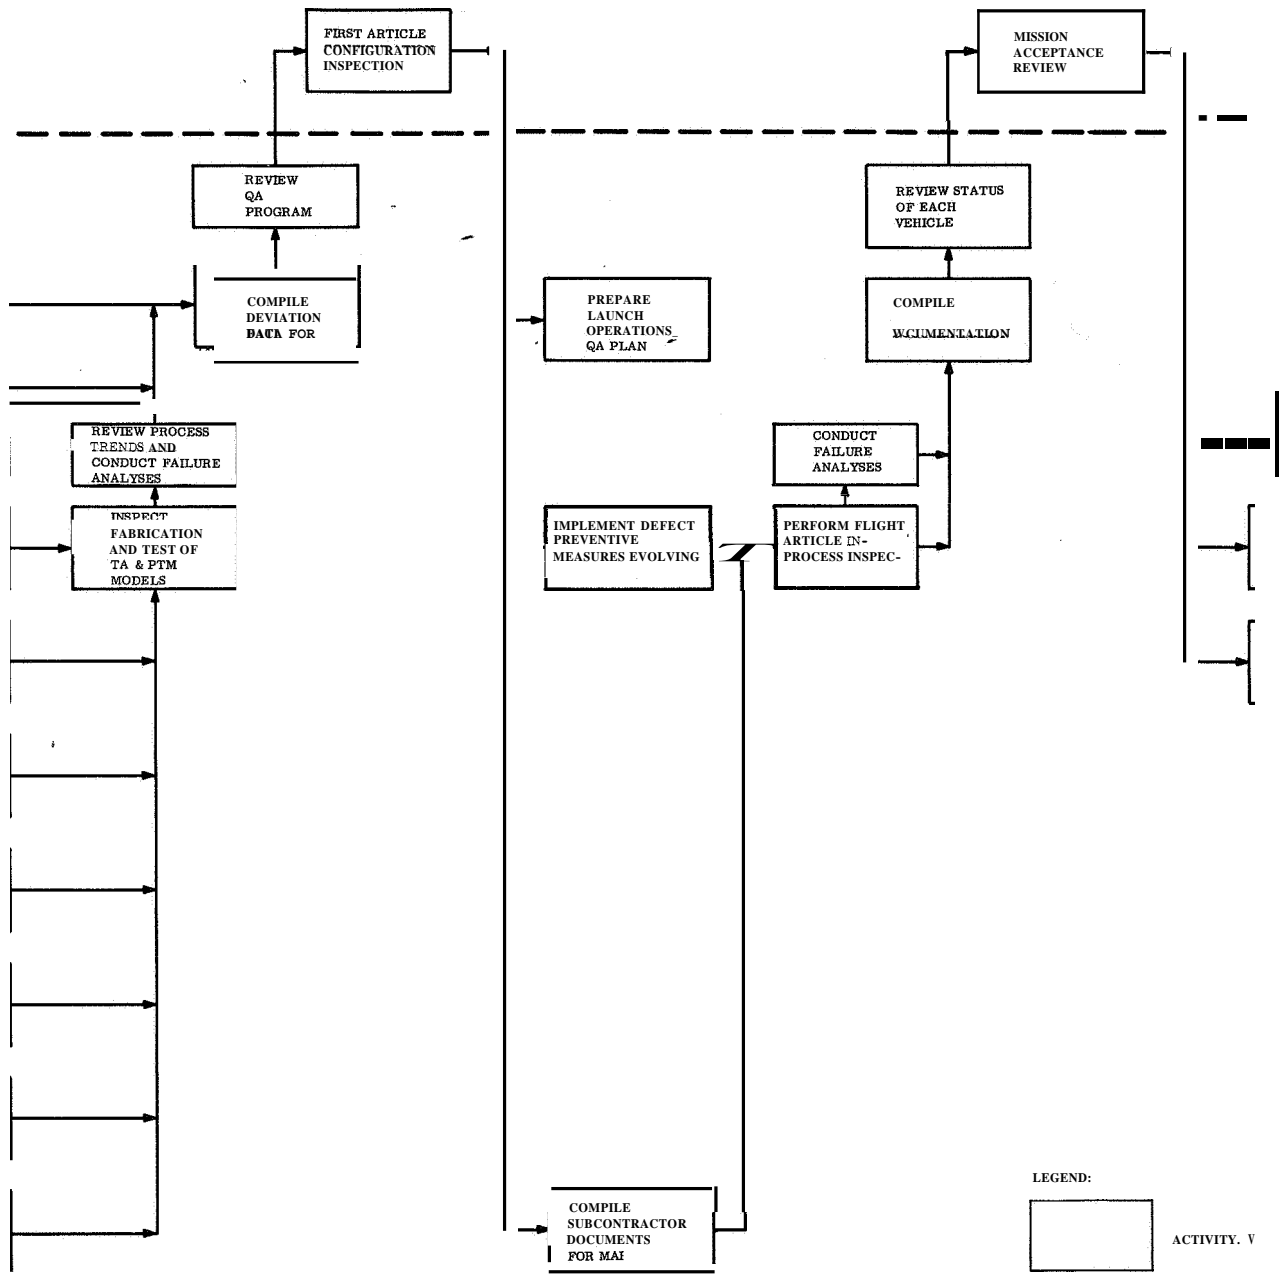 FIRST ARTICLE
CONFIGURATION
INSPECTION
MISSION
ACCEPTANCE
REVIEW
REVIEW
QA
PROGRAM
REVIEW STATUS
OF EACH
VEHICLE
COMPILE
DEVIATION
DATA FOR
PREPARE
LAUNCH
OPERATIONS
QA PLAN
COMPILE
WCUMENTATION
REVIEW PROCESS
TRENDS AND
CONDUCT FAILURE
ANALYSES
CONDUCT
FAILURE
ANALYSES
INSPECT
FABRICATION
AND TEST OF
TA & PTM
MODELS
IMPLEMENT DEFECT
PREVENTIVE
MEASURES EVOLVING
PERFORM FLIGHT
ARTICLE IN-
PROCESS INSPEC-
COMPILE
SUBCONTRACTOR
DOCUMENTS
FOR MAR
LEGEND:
ACTIVITY. V